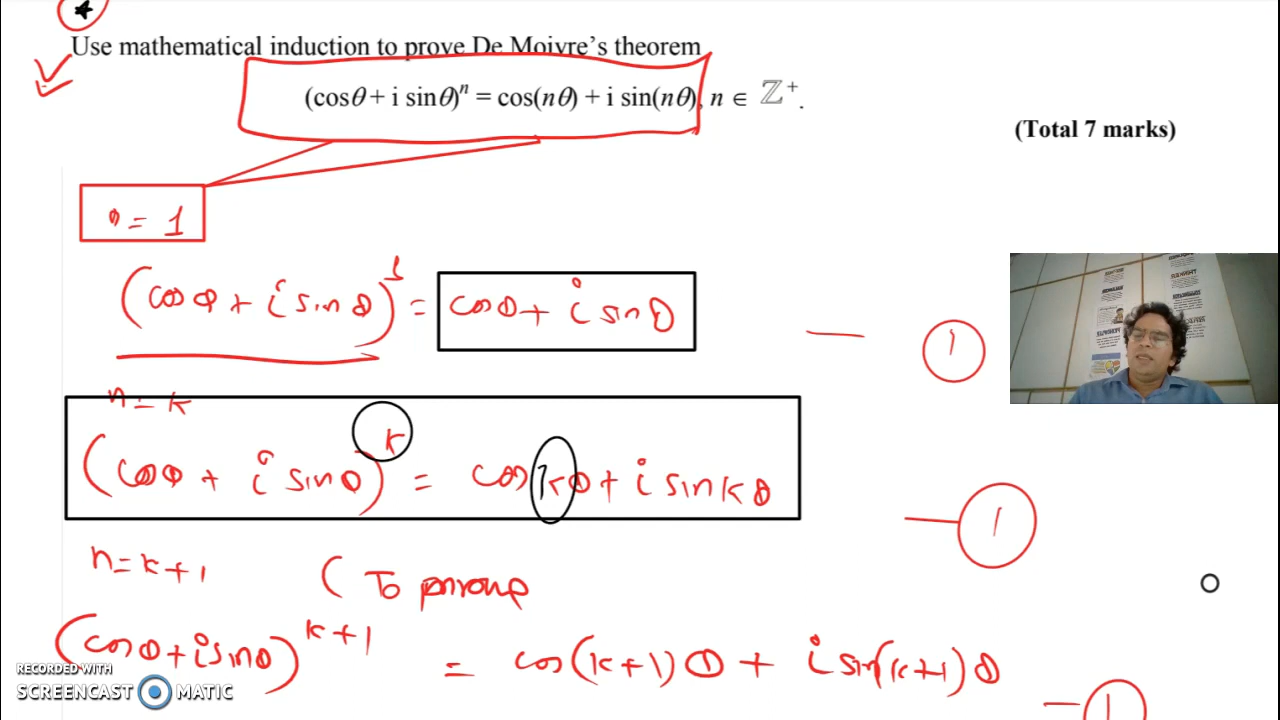 Use mathematical induction to prove De Moivre's theorem
(cosθ + i sinθ)ⁿ = cos(nθ) + i sin(nθ), n ∈ ℤ⁺.
(Total 7 marks)
n = 1
(cosθ + i sinθ)¹ = cosθ + i sinθ — 1
n = k
(cosθ + i sinθ)ᵏ = cos kθ + i sin kθ — 1
n = k + 1 ( To prove
(cosθ + i sinθ)ᵏ⁺¹ = cos(k+1)θ + i sin(k+1)θ — 1
RECORDED WITH
SCREENCAST MATIC